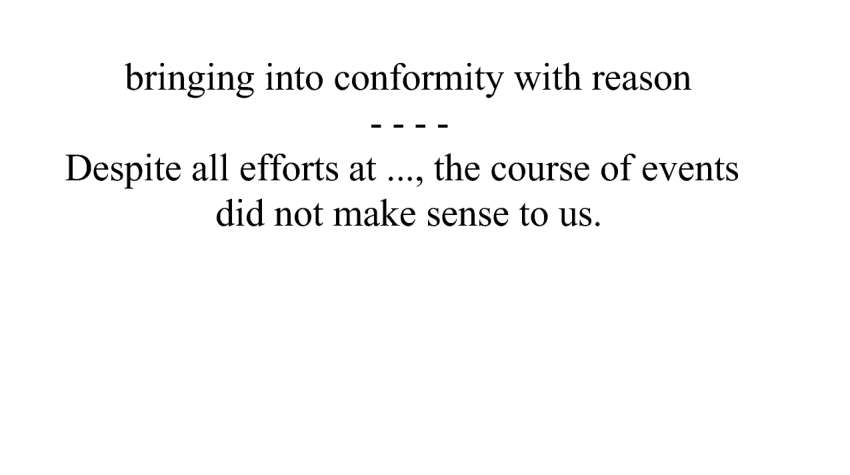 bringing into conformity with reason
- - - -
Despite all efforts at ..., the course of events
did not make sense to us.